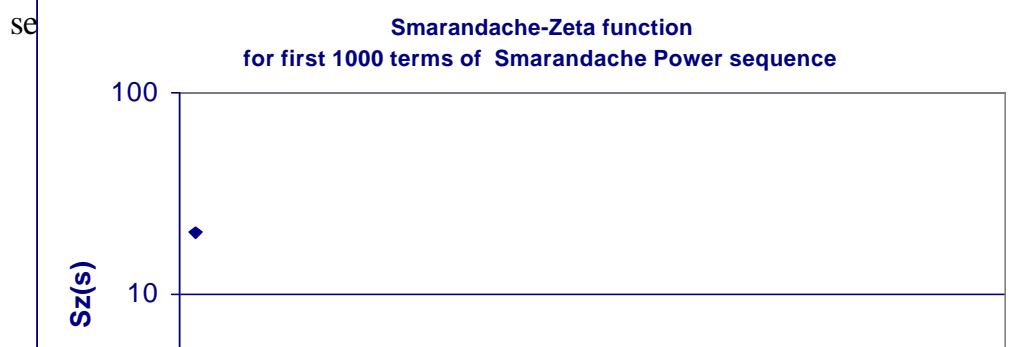 se
Smarandache-Zeta function
for first 1000 terms of Smarandache Power sequence
100
Sz(s)
10